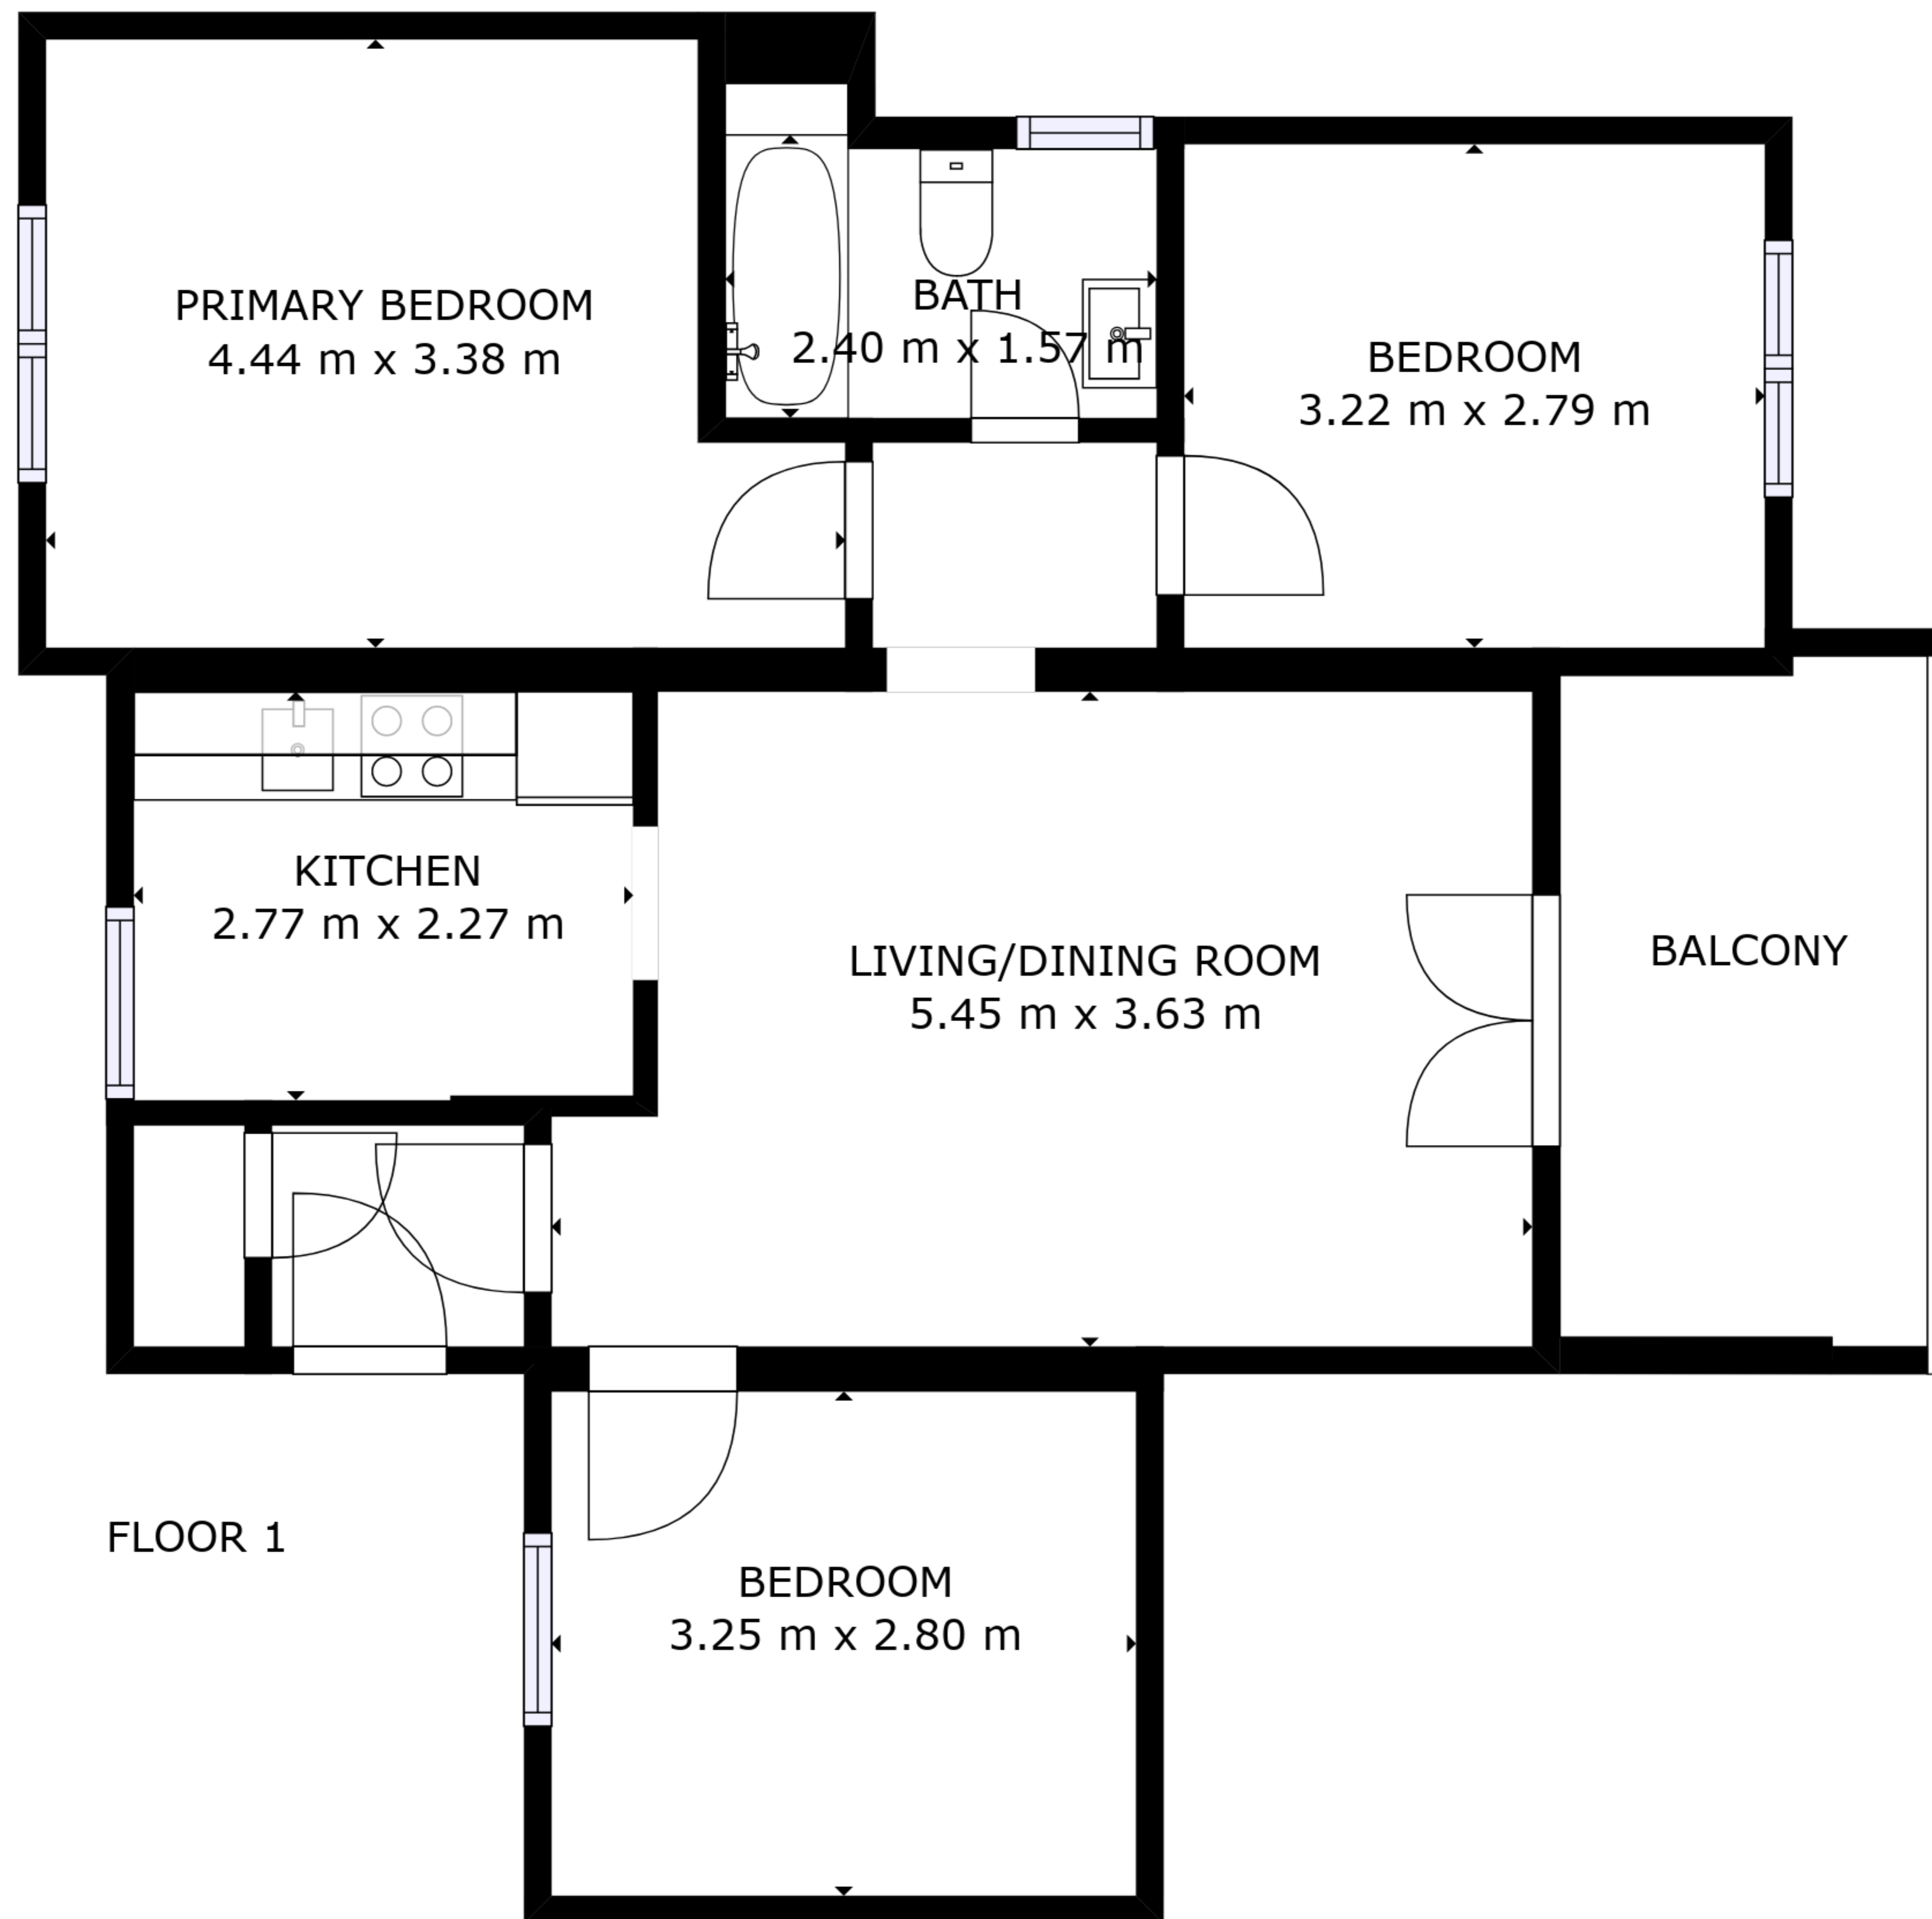 PRIMARY BEDROOM
4.44 m x 3.38 m
BATH
2.40 m x 1.57 m
BEDROOM
3.22 m x 2.79 m
KITCHEN
2.77 m x 2.27 m
LIVING/DINING ROOM
5.45 m x 3.63 m
BALCONY
FLOOR 1
BEDROOM
3.25 m x 2.80 m